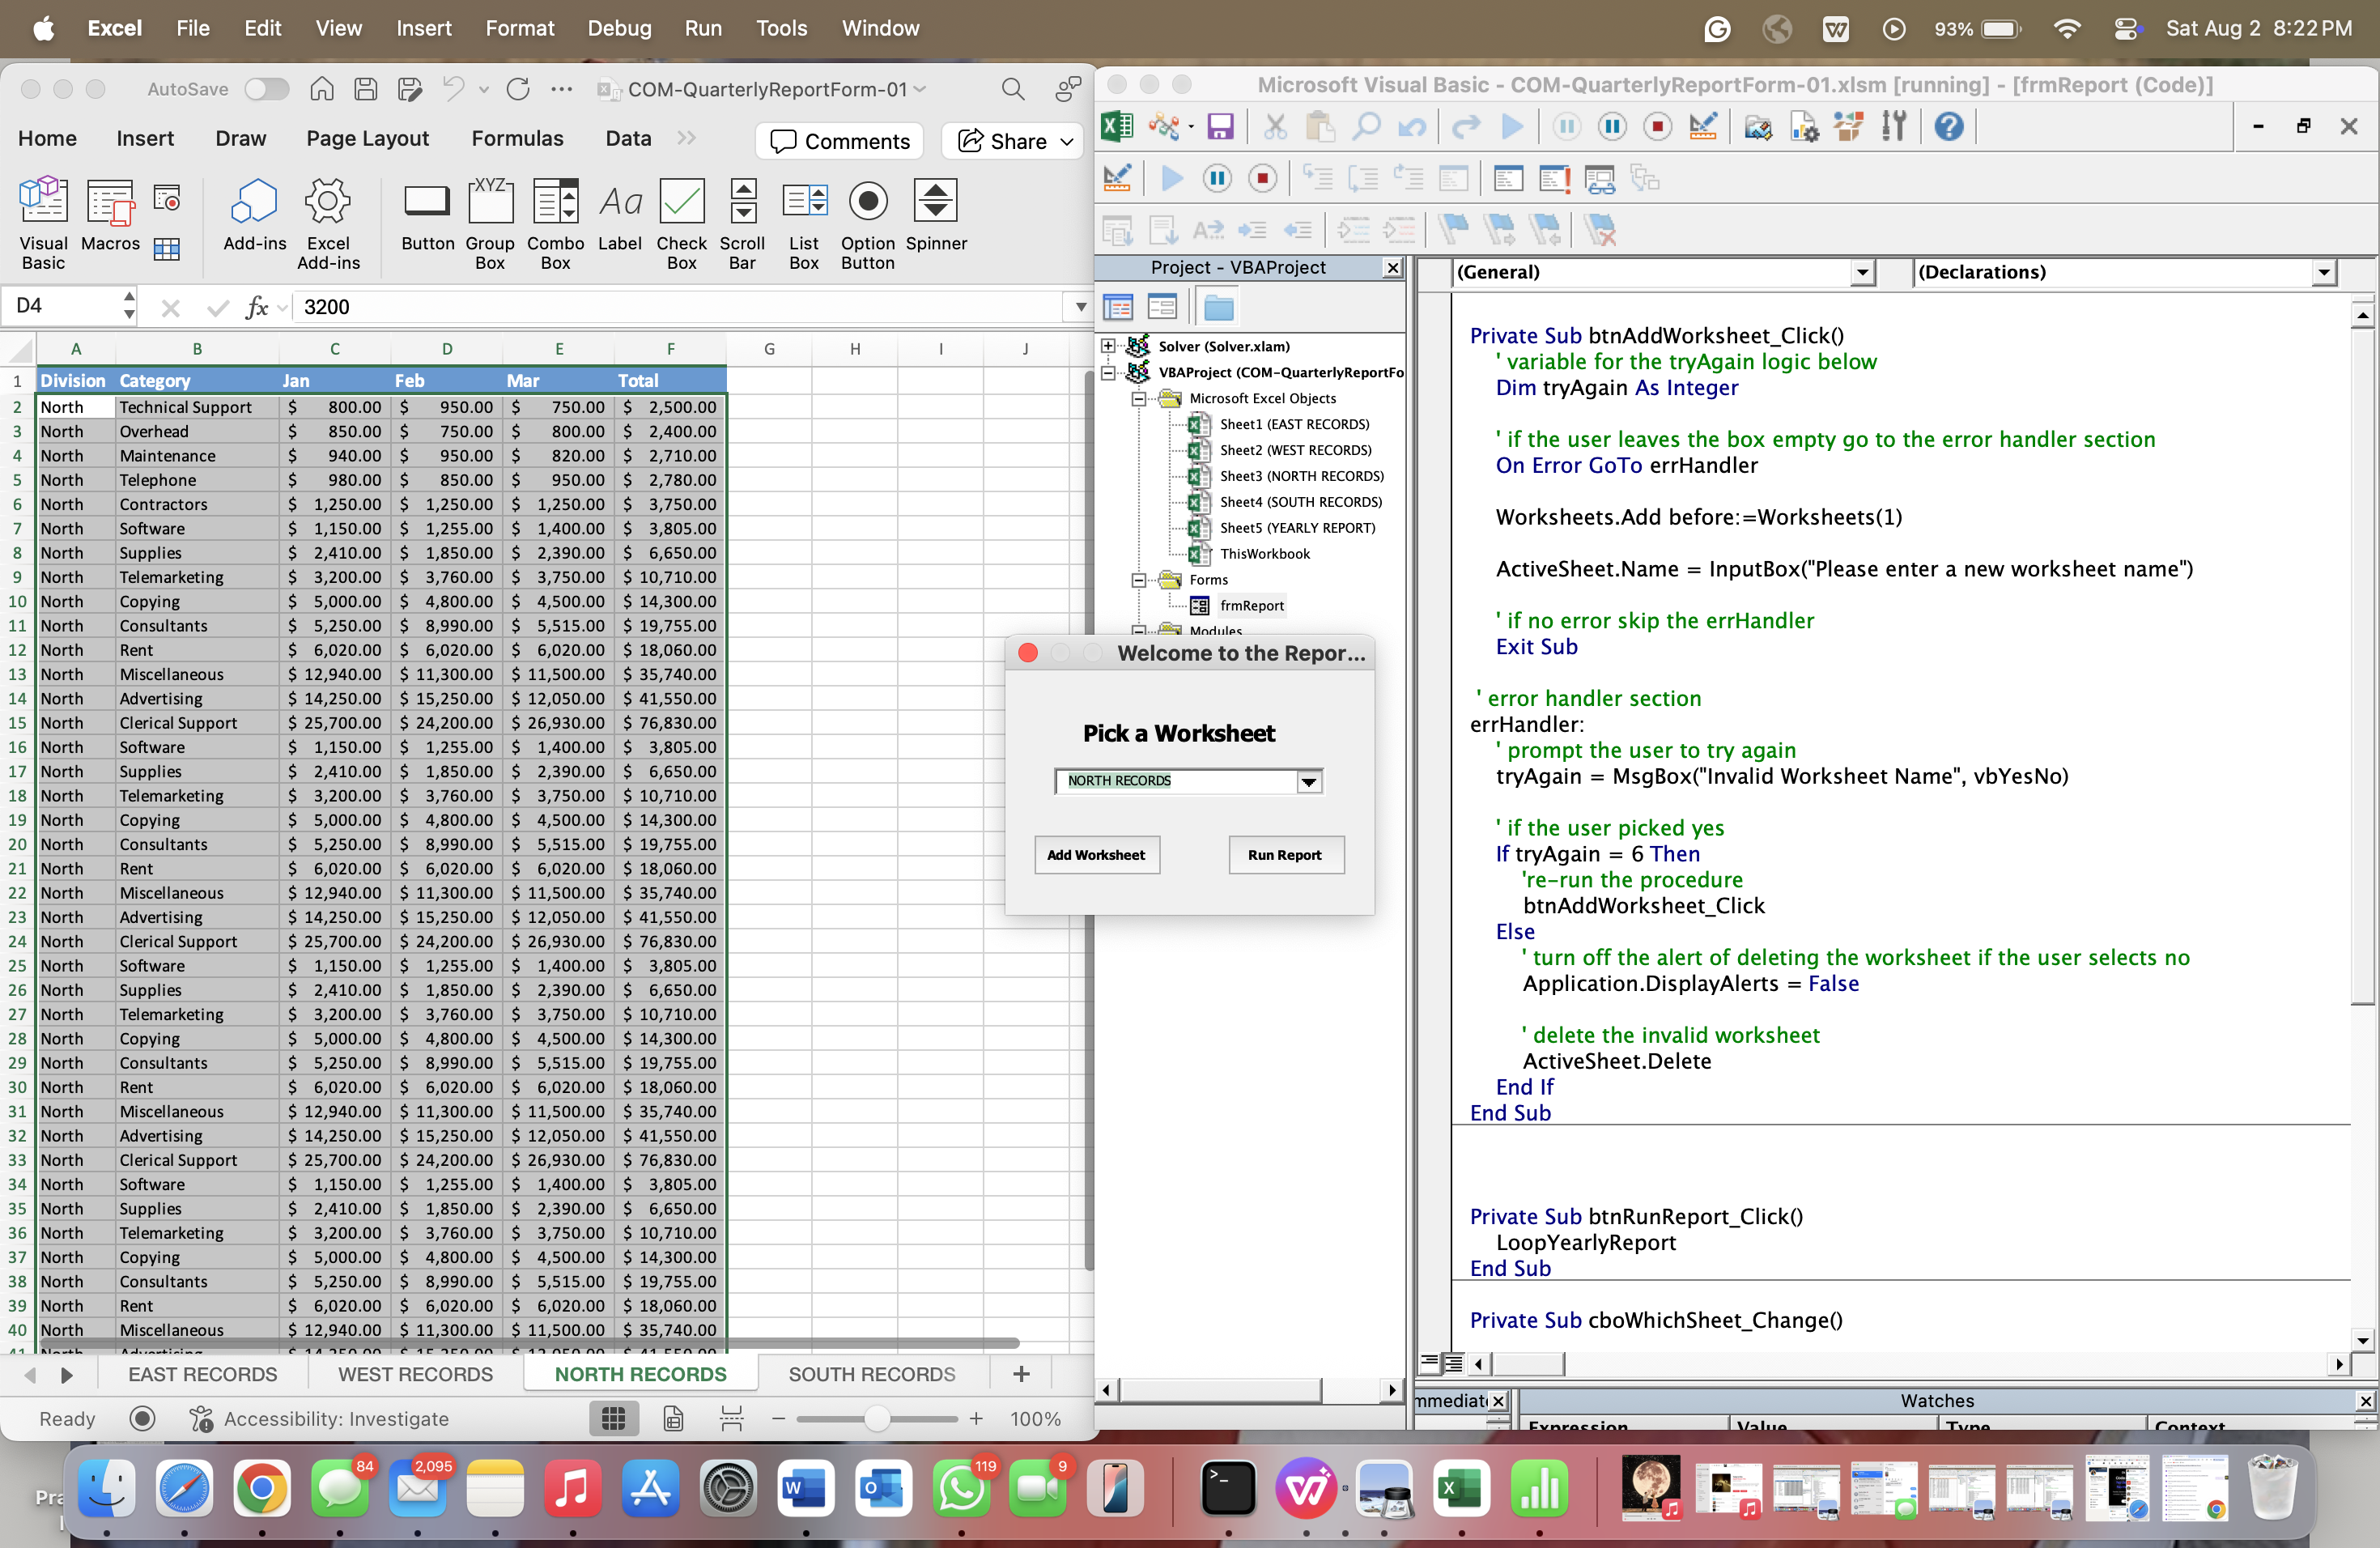 Excel File Edit View Insert Format Debug Run Tools Window 93% Sat Aug 2 8:22 PM
AutoSave COM-QuarterlyReportForm-01
Home Insert Draw Page Layout Formulas Data Comments Share
Visual Basic Macros Add-ins Excel Add-ins Button Group Box Combo Box Label Check Box Scroll Bar List Box Option Button Spinner
XYZ Aa
D4 fx 3200
A B C D E F G H I J
1 Division Category Jan Feb Mar Total
2 North Technical Support $ 800.00 $ 950.00 $ 750.00 $ 2,500.00
3 North Overhead $ 850.00 $ 750.00 $ 800.00 $ 2,400.00
4 North Maintenance $ 940.00 $ 950.00 $ 820.00 $ 2,710.00
5 North Telephone $ 980.00 $ 850.00 $ 950.00 $ 2,780.00
6 North Contractors $ 1,250.00 $ 1,250.00 $ 1,250.00 $ 3,750.00
7 North Software $ 1,150.00 $ 1,255.00 $ 1,400.00 $ 3,805.00
8 North Supplies $ 2,410.00 $ 1,850.00 $ 2,390.00 $ 6,650.00
9 North Telemarketing $ 3,200.00 $ 3,760.00 $ 3,750.00 $ 10,710.00
10 North Copying $ 5,000.00 $ 4,800.00 $ 4,500.00 $ 14,300.00
11 North Consultants $ 5,250.00 $ 8,990.00 $ 5,515.00 $ 19,755.00
12 North Rent $ 6,020.00 $ 6,020.00 $ 6,020.00 $ 18,060.00
13 North Miscellaneous $ 12,940.00 $ 11,300.00 $ 11,500.00 $ 35,740.00
14 North Advertising $ 14,250.00 $ 15,250.00 $ 12,050.00 $ 41,550.00
15 North Clerical Support $ 25,700.00 $ 24,200.00 $ 26,930.00 $ 76,830.00
16 North Software $ 1,150.00 $ 1,255.00 $ 1,400.00 $ 3,805.00
17 North Supplies $ 2,410.00 $ 1,850.00 $ 2,390.00 $ 6,650.00
18 North Telemarketing $ 3,200.00 $ 3,760.00 $ 3,750.00 $ 10,710.00
19 North Copying $ 5,000.00 $ 4,800.00 $ 4,500.00 $ 14,300.00
20 North Consultants $ 5,250.00 $ 8,990.00 $ 5,515.00 $ 19,755.00
21 North Rent $ 6,020.00 $ 6,020.00 $ 6,020.00 $ 18,060.00
22 North Miscellaneous $ 12,940.00 $ 11,300.00 $ 11,500.00 $ 35,740.00
23 North Advertising $ 14,250.00 $ 15,250.00 $ 12,050.00 $ 41,550.00
24 North Clerical Support $ 25,700.00 $ 24,200.00 $ 26,930.00 $ 76,830.00
25 North Software $ 1,150.00 $ 1,255.00 $ 1,400.00 $ 3,805.00
26 North Supplies $ 2,410.00 $ 1,850.00 $ 2,390.00 $ 6,650.00
27 North Telemarketing $ 3,200.00 $ 3,760.00 $ 3,750.00 $ 10,710.00
28 North Copying $ 5,000.00 $ 4,800.00 $ 4,500.00 $ 14,300.00
29 North Consultants $ 5,250.00 $ 8,990.00 $ 5,515.00 $ 19,755.00
30 North Rent $ 6,020.00 $ 6,020.00 $ 6,020.00 $ 18,060.00
31 North Miscellaneous $ 12,940.00 $ 11,300.00 $ 11,500.00 $ 35,740.00
32 North Advertising $ 14,250.00 $ 15,250.00 $ 12,050.00 $ 41,550.00
33 North Clerical Support $ 25,700.00 $ 24,200.00 $ 26,930.00 $ 76,830.00
34 North Software $ 1,150.00 $ 1,255.00 $ 1,400.00 $ 3,805.00
35 North Supplies $ 2,410.00 $ 1,850.00 $ 2,390.00 $ 6,650.00
36 North Telemarketing $ 3,200.00 $ 3,760.00 $ 3,750.00 $ 10,710.00
37 North Copying $ 5,000.00 $ 4,800.00 $ 4,500.00 $ 14,300.00
38 North Consultants $ 5,250.00 $ 8,990.00 $ 5,515.00 $ 19,755.00
39 North Rent $ 6,020.00 $ 6,020.00 $ 6,020.00 $ 18,060.00
40 North Miscellaneous $ 12,940.00 $ 11,300.00 $ 11,500.00 $ 35,740.00
EAST RECORDS WEST RECORDS NORTH RECORDS SOUTH RECORDS +
Ready Accessibility: Investigate 100%
Microsoft Visual Basic - COM-QuarterlyReportForm-01.xlsm [running] - [frmReport (Code)]
Project - VBAProject
Solver (Solver.xlam)
VBAProject (COM-QuarterlyReportFo
Microsoft Excel Objects
Sheet1 (EAST RECORDS)
Sheet2 (WEST RECORDS)
Sheet3 (NORTH RECORDS)
Sheet4 (SOUTH RECORDS)
Sheet5 (YEARLY REPORT)
ThisWorkbook
Forms
frmReport
Modules
Welcome to the Repor...
Pick a Worksheet
NORTH RECORDS
Add Worksheet Run Report
(General) (Declarations)
Private Sub btnAddWorksheet_Click()
' variable for the tryAgain logic below
Dim tryAgain As Integer
' if the user leaves the box empty go to the error handler section
On Error GoTo errHandler
Worksheets.Add before:=Worksheets(1)
ActiveSheet.Name = InputBox("Please enter a new worksheet name")
' if no error skip the errHandler
Exit Sub
' error handler section
errHandler:
' prompt the user to try again
tryAgain = MsgBox("Invalid Worksheet Name", vbYesNo)
' if the user picked yes
If tryAgain = 6 Then
're-run the procedure
btnAddWorksheet_Click
Else
' turn off the alert of deleting the worksheet if the user selects no
Application.DisplayAlerts = False
' delete the invalid worksheet
ActiveSheet.Delete
End If
End Sub
Private Sub btnRunReport_Click()
LoopYearlyReport
End Sub
Private Sub cboWhichSheet_Change()
mmediat Watches
Expression Value Type Context
84 2,095 119 9
Pra